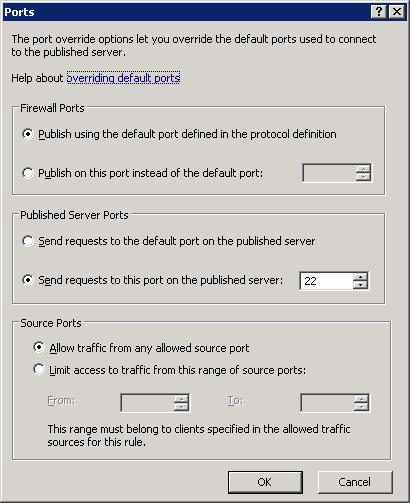 Ports
The port override options let you override the default ports used to connect
to the published server.
Help about overriding default ports
Firewall Ports
Publish using the default port defined in the protocol definition
Publish on this port instead of the default port:
Published Server Ports
Send requests to the default port on the published server
Send requests to this port on the published server: 22
Source Ports
Allow traffic from any allowed source port
Limit access to traffic from this range of source ports:
From: To:
This range must belong to clients specified in the allowed traffic
sources for this rule.
OK Cancel